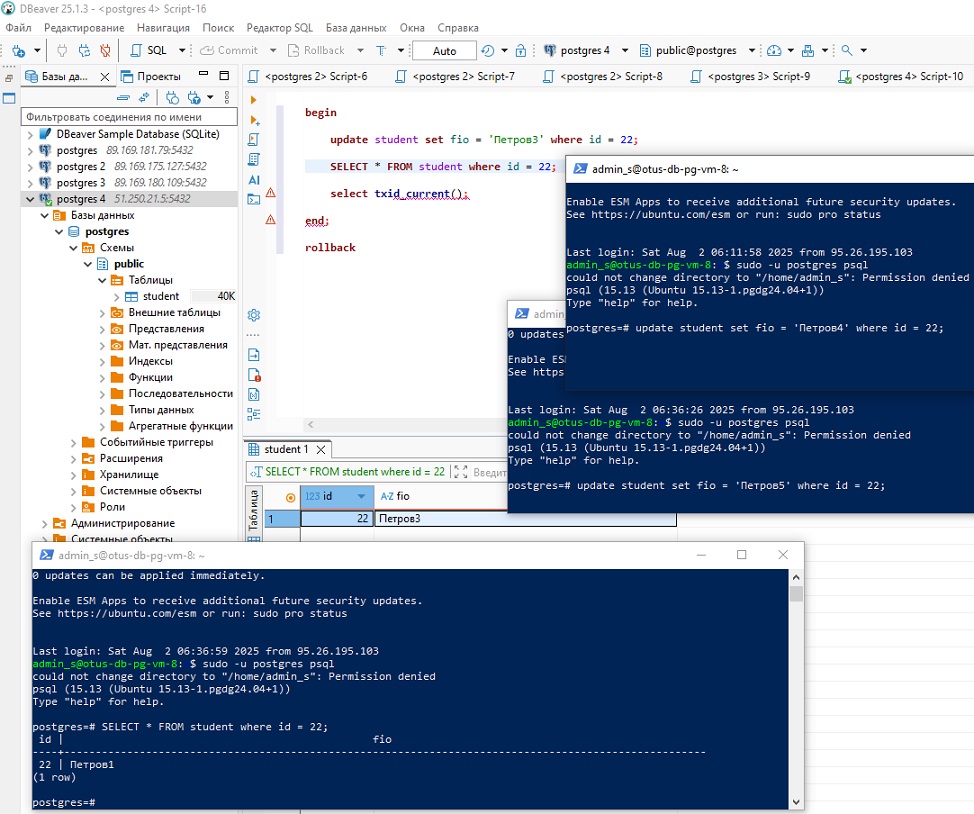 DBeaver 25.1.3 - <postgres 4> Script-16
Файл Редактирование Навигация Поиск Редактор SQL База данных Окна Справка
SQL Commit Rollback T Auto postgres 4 public@postgres
Базы да... Проекты
<postgres 2> Script-6 <postgres 2> Script-7 <postgres 2> Script-8 <postgres 3> Script-9 <postgres 4> Script-10
Фильтровать соединения по имени
DBeaver Sample Database (SQLite)
postgres 89.169.181.79:5432
postgres 2 89.169.175.127:5432
postgres 3 89.169.180.109:5432
postgres 4 51.250.21.5:5432
Базы данных
postgres
Схемы
public
Таблицы
student 40K
Внешние таблицы
Представления
Мат. представления
Индексы
Функции
Последовательности
Типы данных
Агрегатные функции
Событийные триггеры
Расширения
Хранилище
Системные объекты
Роли
Администрирование
Системные объекты
AI
begin
update student set fio = 'Петров3' where id = 22;
SELECT * FROM student where id = 22;
select txid_current();
end;
rollback
admin_s@otus-db-pg-vm-8: ~
Enable ESM Apps to receive additional future security updates.
See https://ubuntu.com/esm or run: sudo pro status
Last login: Sat Aug  2 06:11:58 2025 from 95.26.195.103
admin_s@otus-db-pg-vm-8: $ sudo -u postgres psql
could not change directory to "/home/admin_s": Permission denied
psql (15.13 (Ubuntu 15.13-1.pgdg24.04+1))
Type "help" for help.
postgres=# update student set fio = 'Петров4' where id = 22;
admin_
0 updates
Enable ESM
See https
Last login: Sat Aug  2 06:36:26 2025 from 95.26.195.103
admin_s@otus-db-pg-vm-8: $ sudo -u postgres psql
could not change directory to "/home/admin_s": Permission denied
psql (15.13 (Ubuntu 15.13-1.pgdg24.04+1))
Type "help" for help.
postgres=# update student set fio = 'Петров5' where id = 22;
student 1
SELECT * FROM student where id = 22 Введит
Таблица
123 id A-Z fio
1 22 Петров3
admin_s@otus-db-pg-vm-8: ~
0 updates can be applied immediately.
Enable ESM Apps to receive additional future security updates.
See https://ubuntu.com/esm or run: sudo pro status
Last login: Sat Aug  2 06:36:59 2025 from 95.26.195.103
admin_s@otus-db-pg-vm-8: $ sudo -u postgres psql
could not change directory to "/home/admin_s": Permission denied
psql (15.13 (Ubuntu 15.13-1.pgdg24.04+1))
Type "help" for help.
postgres=# SELECT * FROM student where id = 22;
id | fio
22 | Петров1
(1 row)
postgres=#